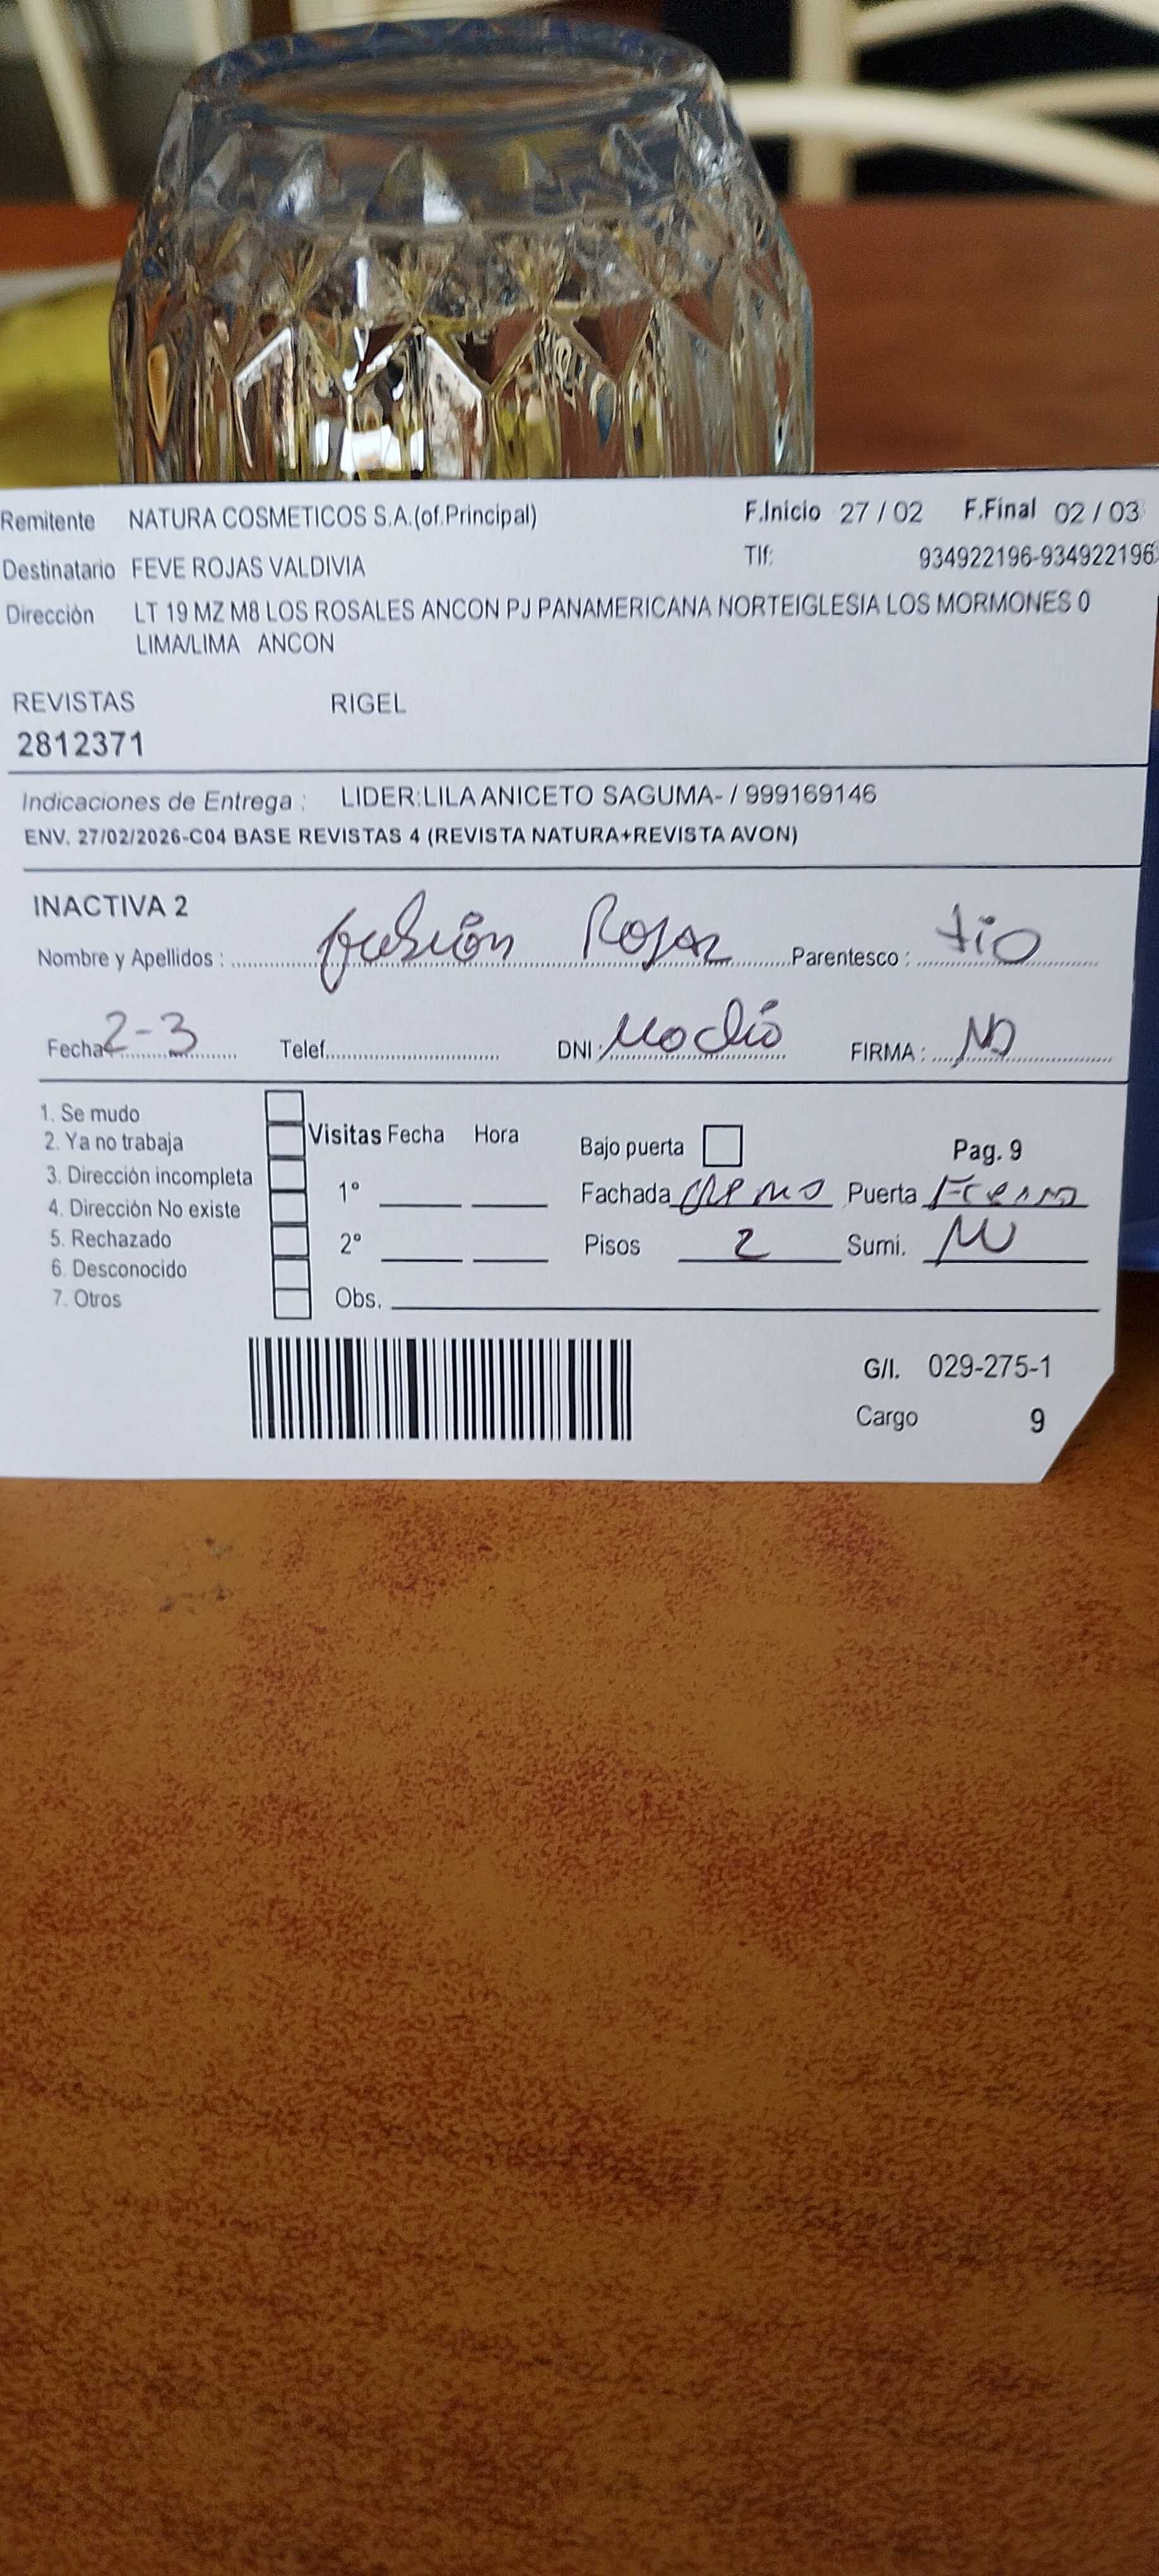 Remitente NATURA COSMETICOS S.A.(of.Principal) F.Inicio 27 / 02 F.Final 02 / 03
Destinatario FEVE ROJAS VALDIVIA Tlf: 934922196-934922196
Dirección LT 19 MZ M8 LOS ROSALES ANCON PJ PANAMERICANA NORTEIGLESIA LOS MORMONES 0
LIMA/LIMA ANCON
REVISTAS RIGEL
2812371
Indicaciones de Entrega : LIDER:LILA ANICETO SAGUMA- / 999169146
ENV. 27/02/2026-C04 BASE REVISTAS 4 (REVISTA NATURA+REVISTA AVON)
INACTIVA 2
Nombre y Apellidos : Rojas Parentesco : tio
Fecha 2-3 Telef. DNI : No dio FIRMA :
1. Se mudo
2. Ya no trabaja Visitas Fecha Hora Bajo puerta Pag. 9
3. Dirección incompleta
4. Dirección No existe 1° Fachada Puerta
5. Rechazado 2° Pisos 2 Sumi.
6. Desconocido
7. Otros Obs.
G/I. 029-275-1
Cargo 9